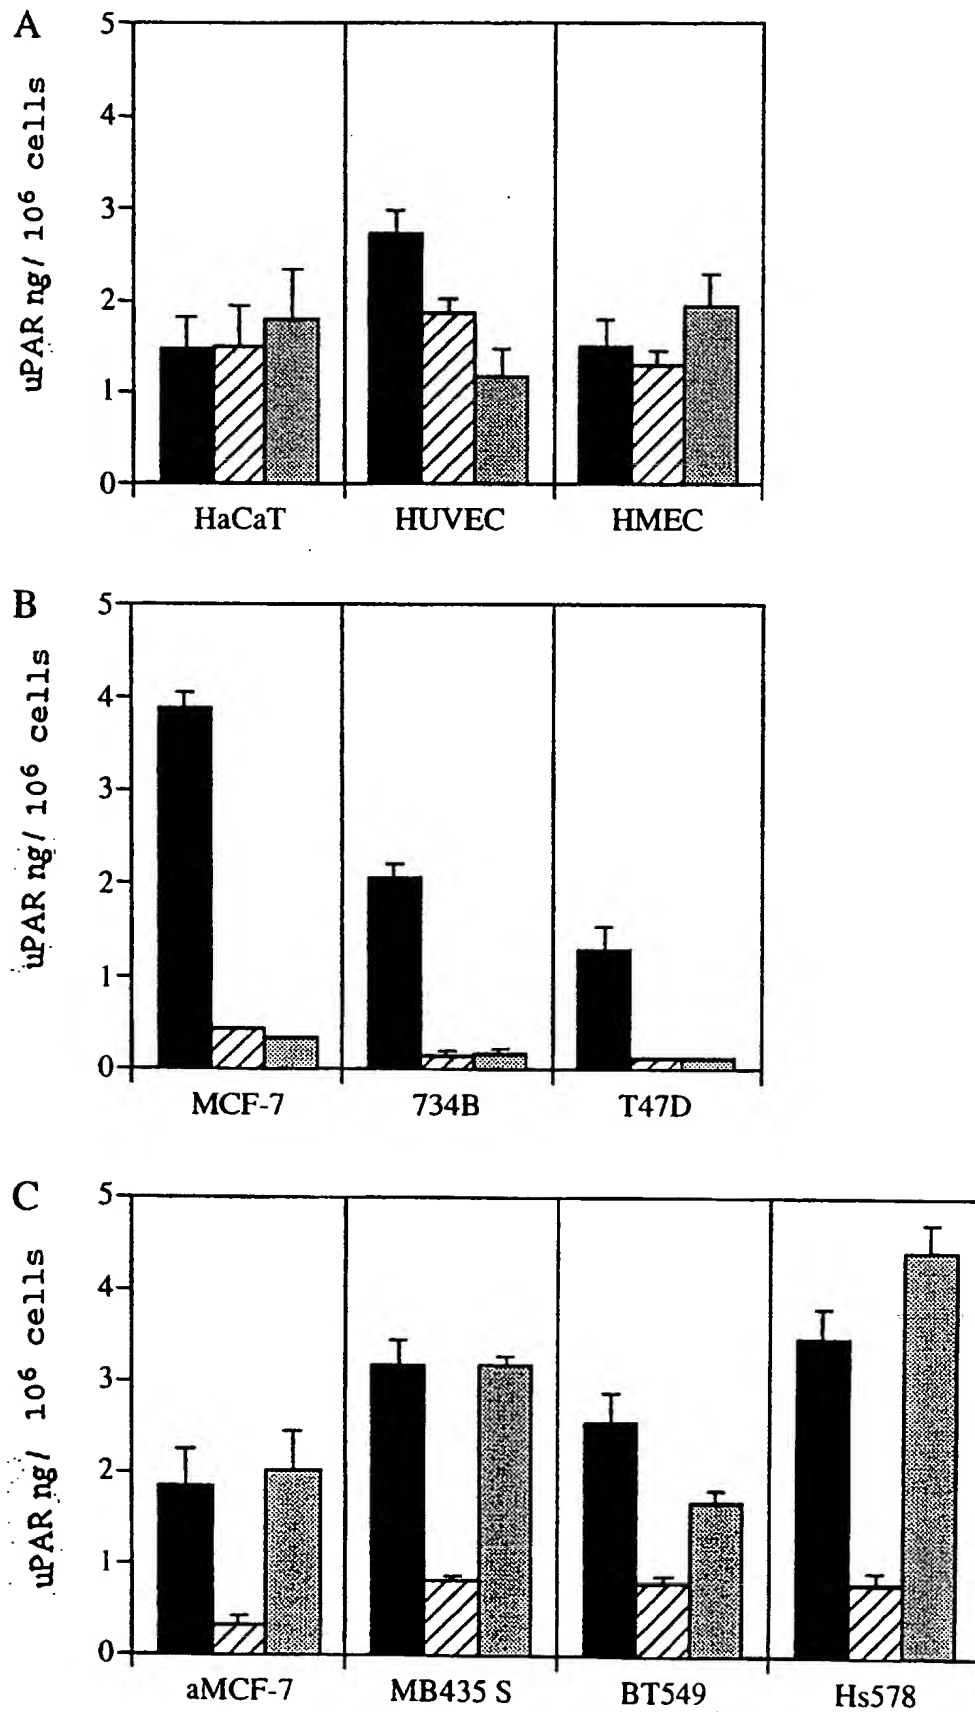 A
uPAR ng/ 10⁶ cells
5
4
3
2
1
0
HaCaT HUVEC HMEC
B
uPAR ng/ 10⁶ cells
5
4
3
2
1
0
MCF-7 734B T47D
C
uPAR ng/ 10⁶ cells
5
4
3
2
1
0
aMCF-7 MB435 S BT549 Hs578